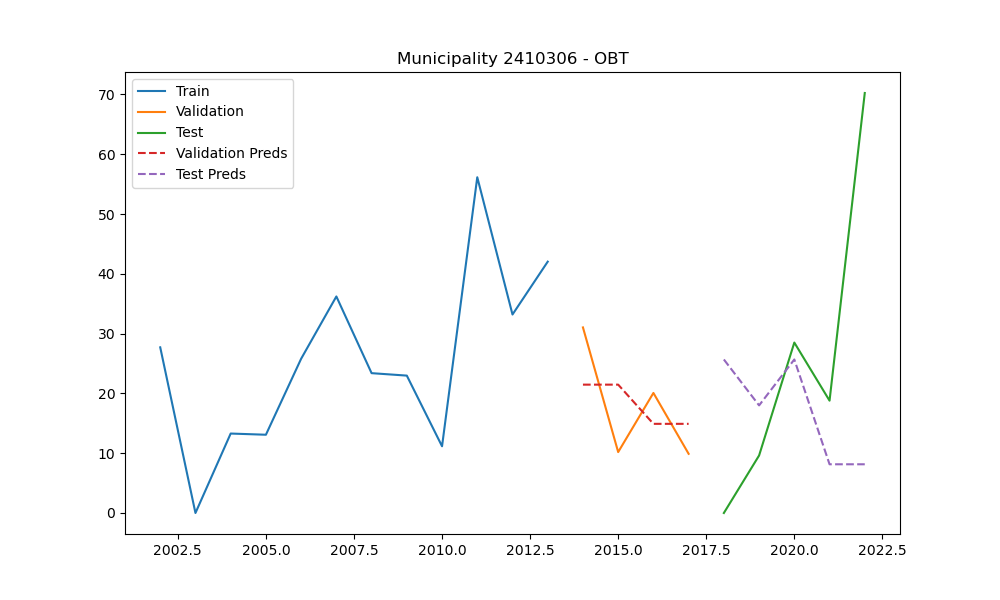 Municipality 2410306 - OBT
Train
Validation
Test
Validation Preds
Test Preds
70
60
50
40
30
20
10
0
2002.5 2005.0 2007.5 2010.0 2012.5 2015.0 2017.5 2020.0 2022.5